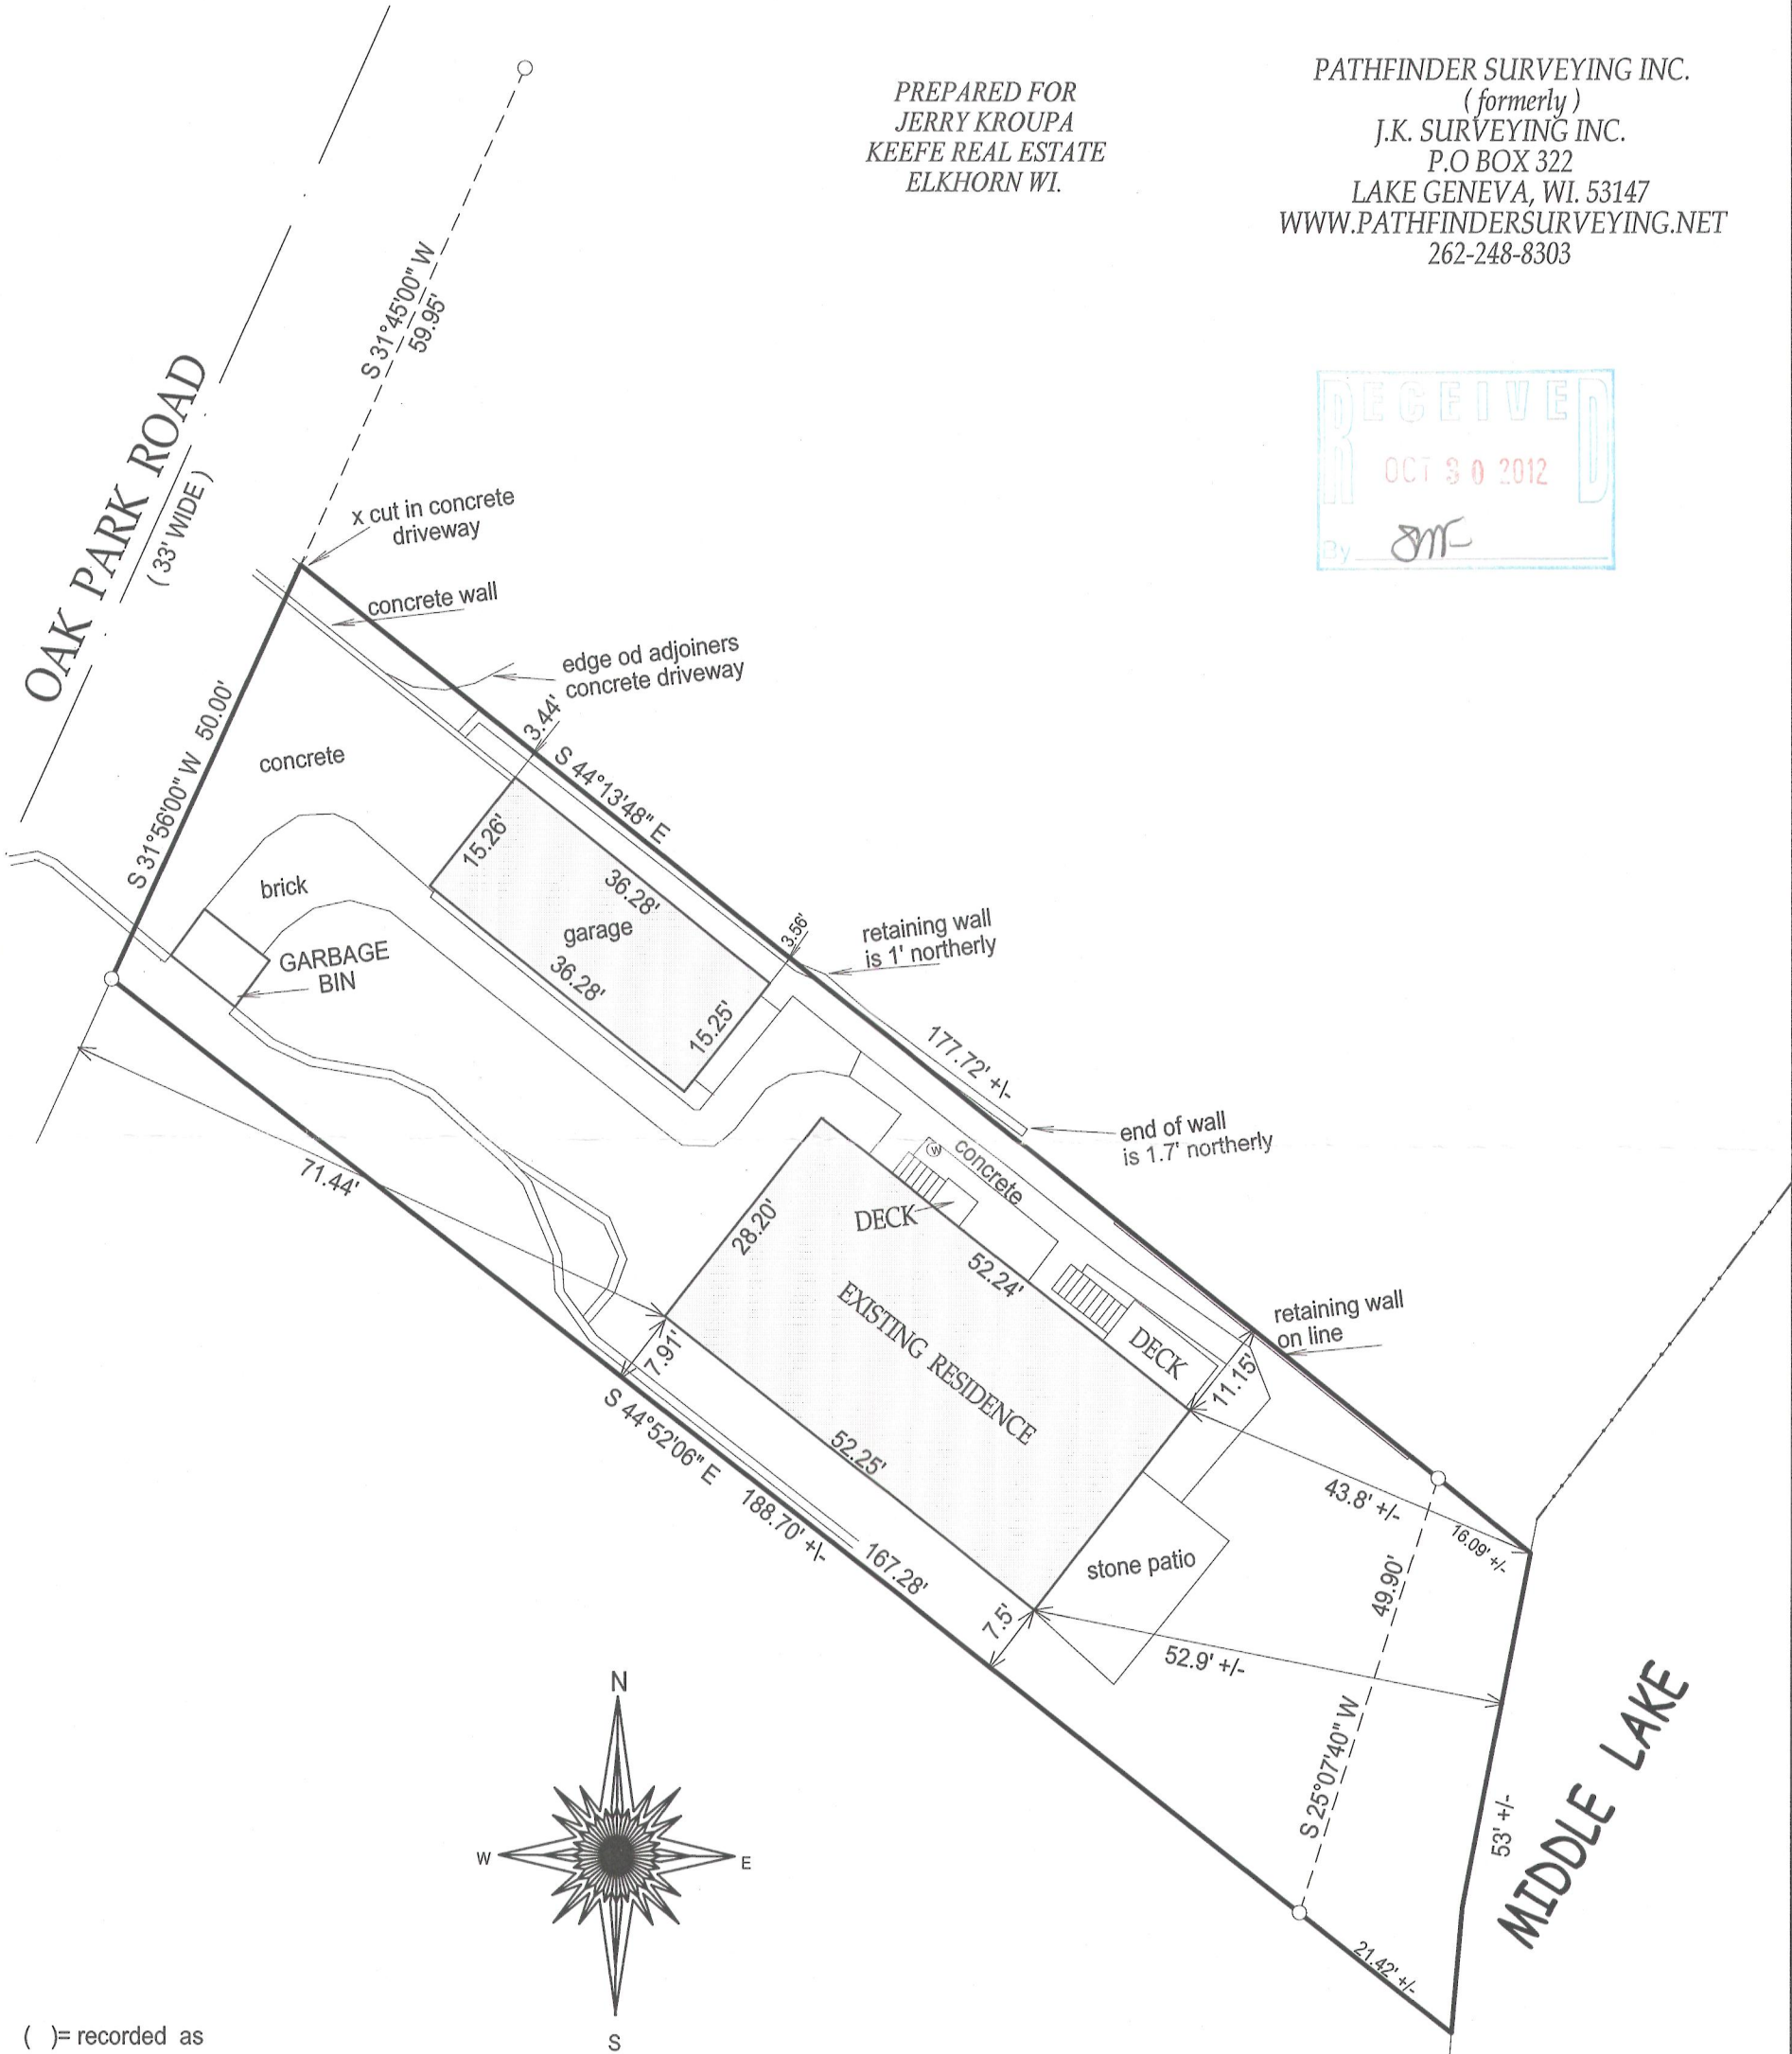 PREPARED FOR
JERRY KROUPA
KEEFE REAL ESTATE
ELKHORN WI.
PATHFINDER SURVEYING INC.
( formerly )
J.K. SURVEYING INC.
P.O BOX 322
LAKE GENEVA, WI. 53147
WWW.PATHFINDERSURVEYING.NET
262-248-8303
RECEIVED
OCT 30 2012
By
S 31°45'00" W
59.95'
OAK PARK ROAD
( 33' WIDE )
x cut in concrete
driveway
concrete wall
edge od adjoiners
concrete driveway
3.44'
S 44°13'48" E
S 31°56'00" W 50.00'
concrete
15.26'
36.28'
garage
36.28'
15.25'
brick
GARBAGE
BIN
3.56'
retaining wall
is 1' northerly
177.72' +/-
end of wall
is 1.7' northerly
71.44'
W
concrete
DECK
28.20'
52.24'
EXISTING RESIDENCE
DECK
11.15'
retaining wall
on line
7.91'
52.25'
S 44°52'06" E
188.70' +/-
167.28'
43.8' +/-
16.09' +/-
stone patio
49.90'
7.5'
52.9' +/-
S 25°07'40" W
53' +/-
MIDDLE LAKE
21.42' +/-
N
W
E
S
( )= recorded as